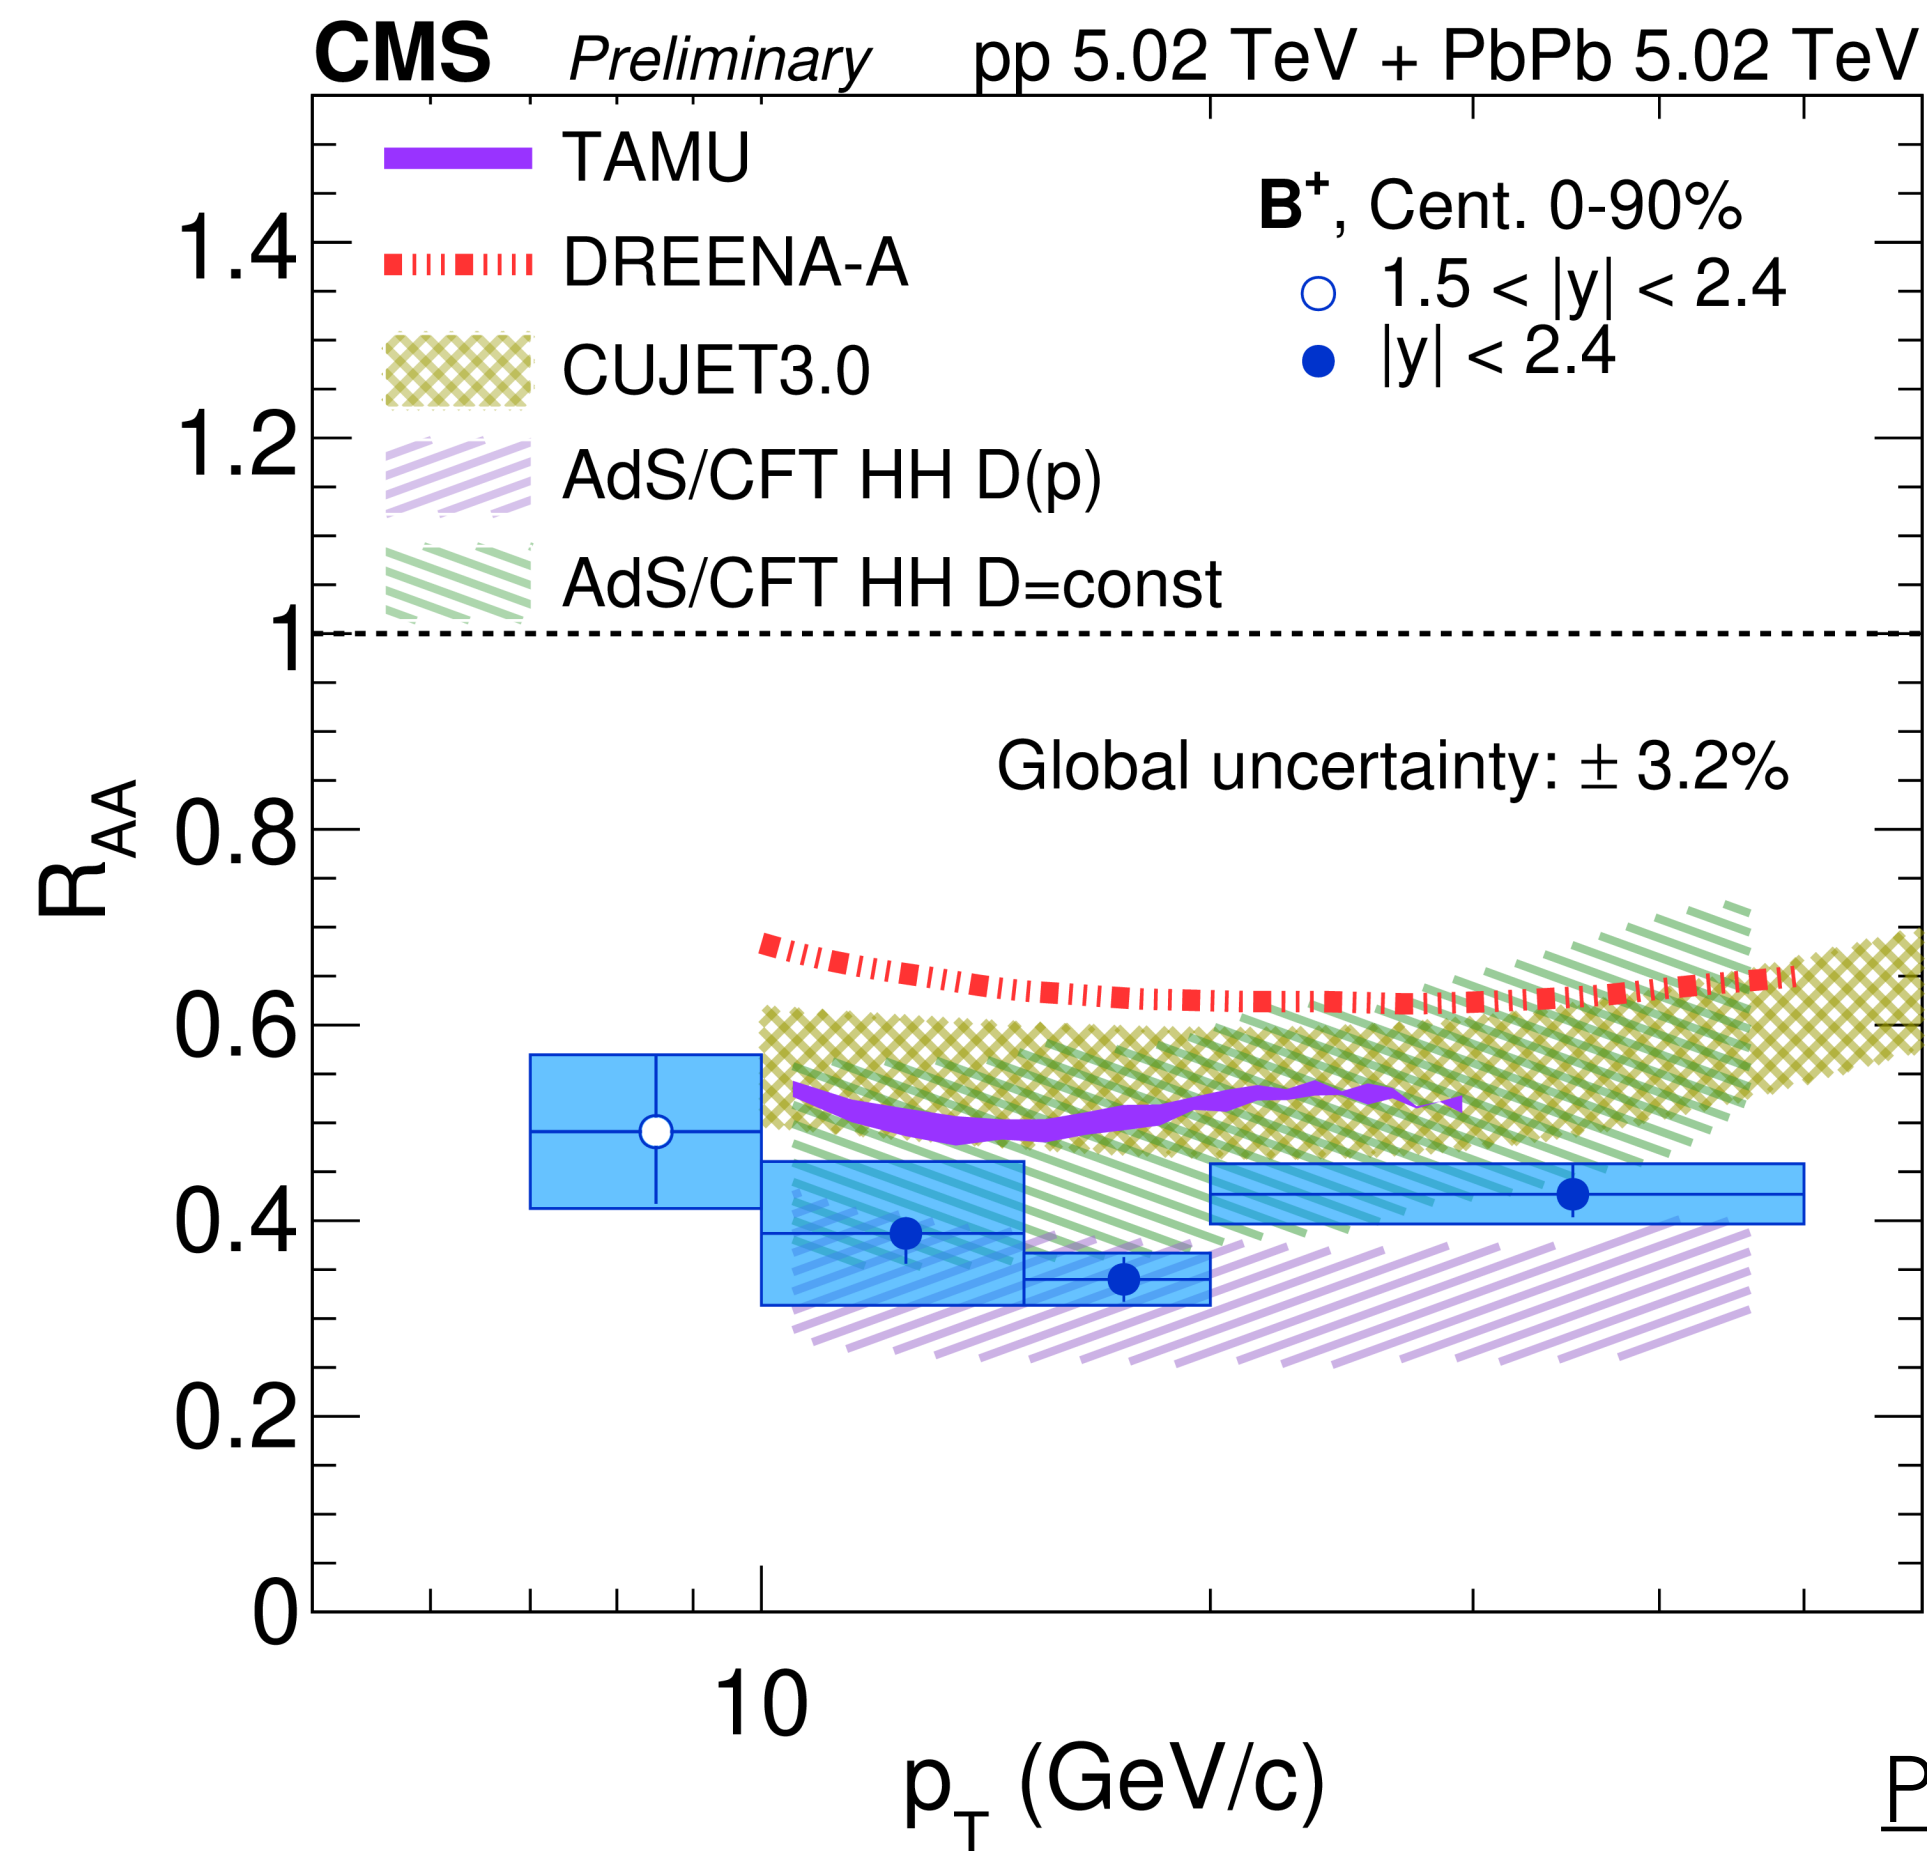 CMS Preliminary pp 5.02 TeV + PbPb 5.02 TeV
TAMU
DREENA-A
CUJET3.0
AdS/CFT HH D(p)
AdS/CFT HH D=const
B⁺, Cent. 0-90%
1.5 < |y| < 2.4
|y| < 2.4
Global uncertainty: ± 3.2%
1.4
1.2
1
0.8
0.6
0.4
0.2
0
R_AA
10
p_T (GeV/c)
P